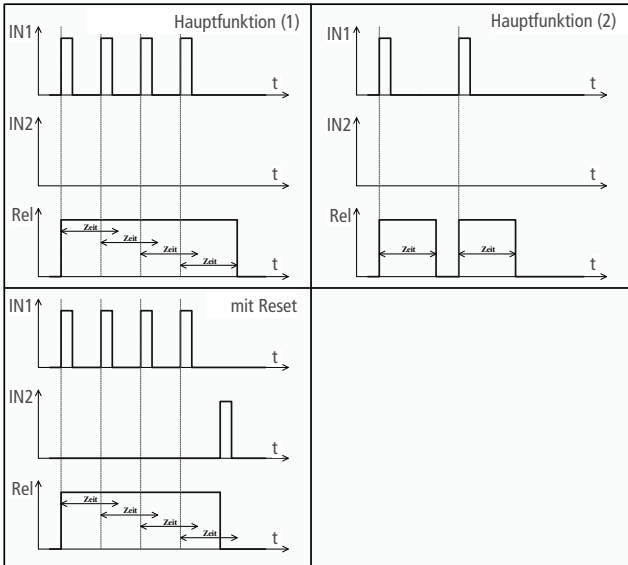 Hauptfunktion (1)
IN1
t
IN2
t
Rel
Zeit
Zeit
Zeit
Zeit
t
Hauptfunktion (2)
IN1
t
IN2
t
Rel
Zeit
Zeit
t
mit Reset
IN1
t
IN2
t
Rel
Zeit
Zeit
Zeit
Zeit
t